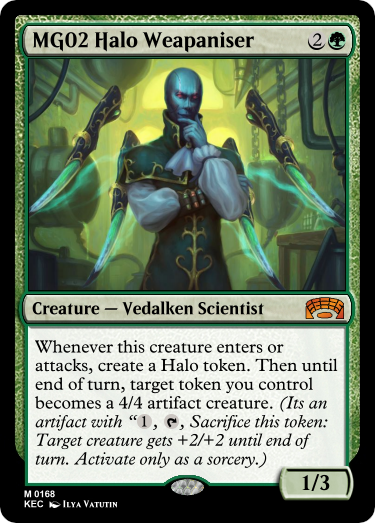 MG02 Halo Weapaniser 2
Creature — Vedalken Scientist
Whenever this creature enters or
attacks, create a Halo token. Then until
end of turn, target token you control
becomes a 4/4 artifact creature. (Its an
artifact with “1, , Sacrifice this token:
Target creature gets +2/+2 until end of
turn. Activate only as a sorcery.)
1/3
M 0168
KEC Ilya Vatutin